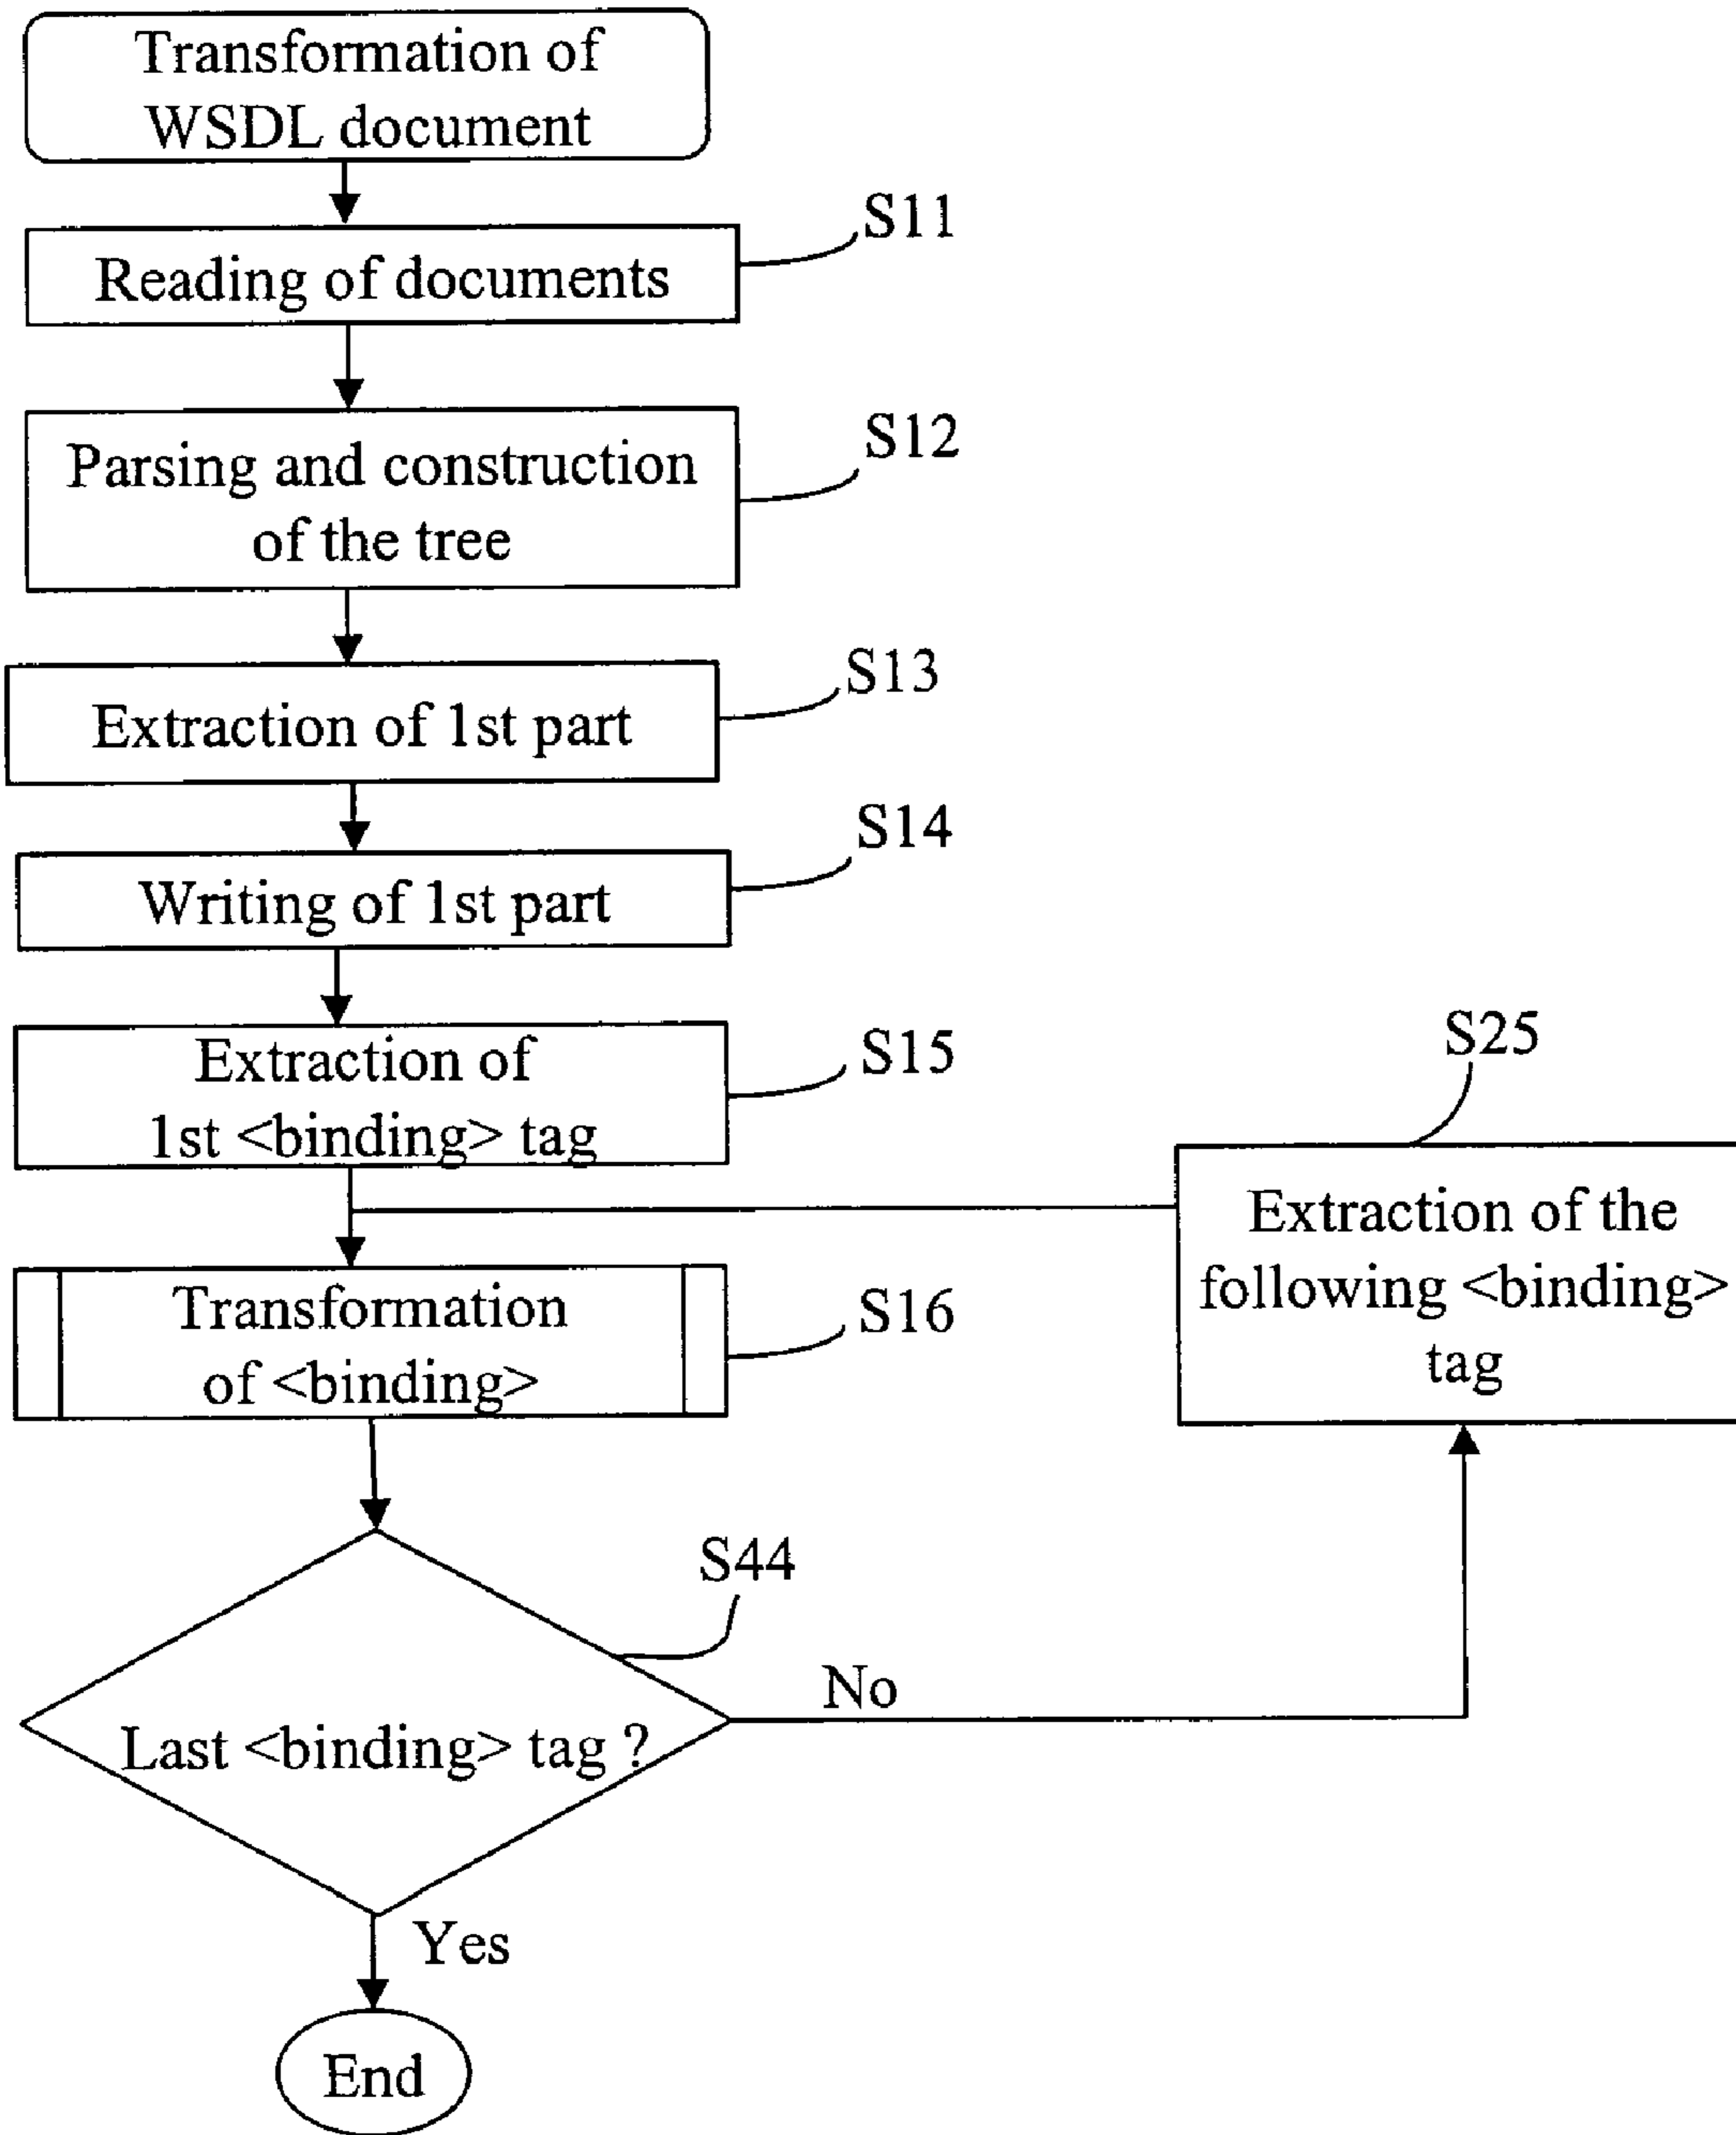 Transformation of
WSDL document
S11
Reading of documents
S12
Parsing and construction
of the tree
S13
Extraction of 1st part
S14
Writing of 1st part
S15
Extraction of
1st <binding> tag
S25
Extraction of the
following <binding>
tag
S16
Transformation
of <binding>
S44
Last <binding> tag ?
No
Yes
End